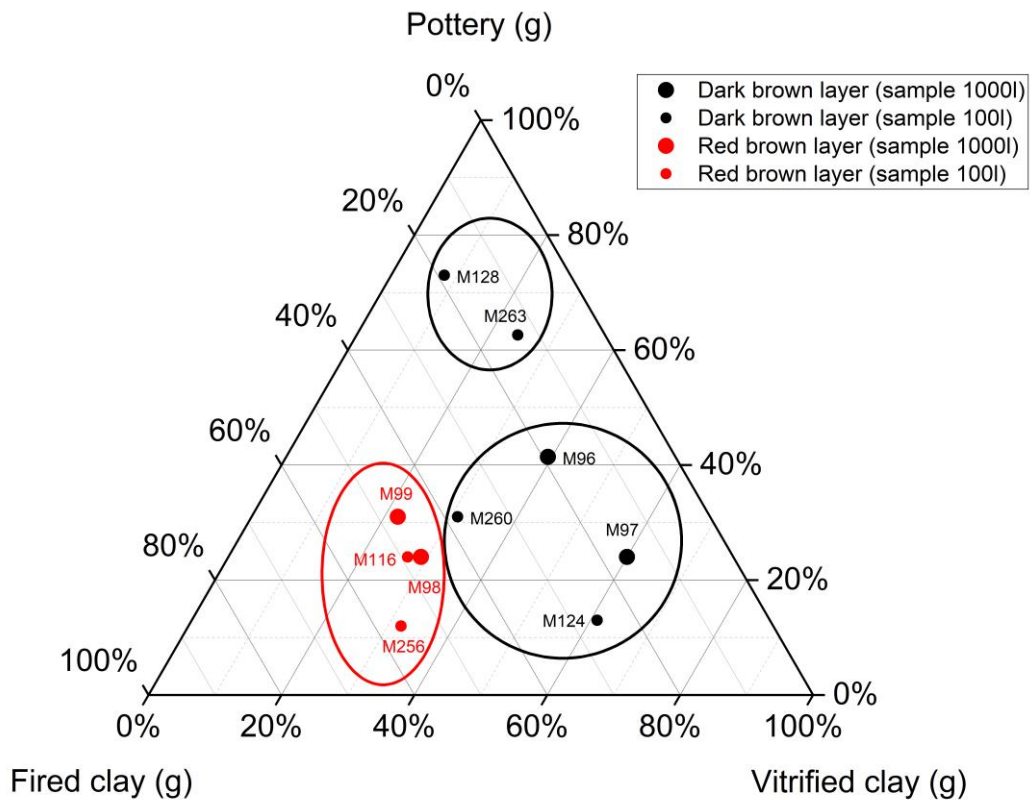 Pottery (g)
0%
100%
Dark brown layer (sample 1000l)
Dark brown layer (sample 100l)
Red brown layer (sample 1000l)
Red brown layer (sample 100l)
20%
80%
M128
M263
40%
60%
60%
40%
M96
M99
M260
M97
80%
20%
M116
M98
M124
M256
100%
0%
0%
20%
40%
60%
80%
100%
Fired clay (g)
Vitrified clay (g)